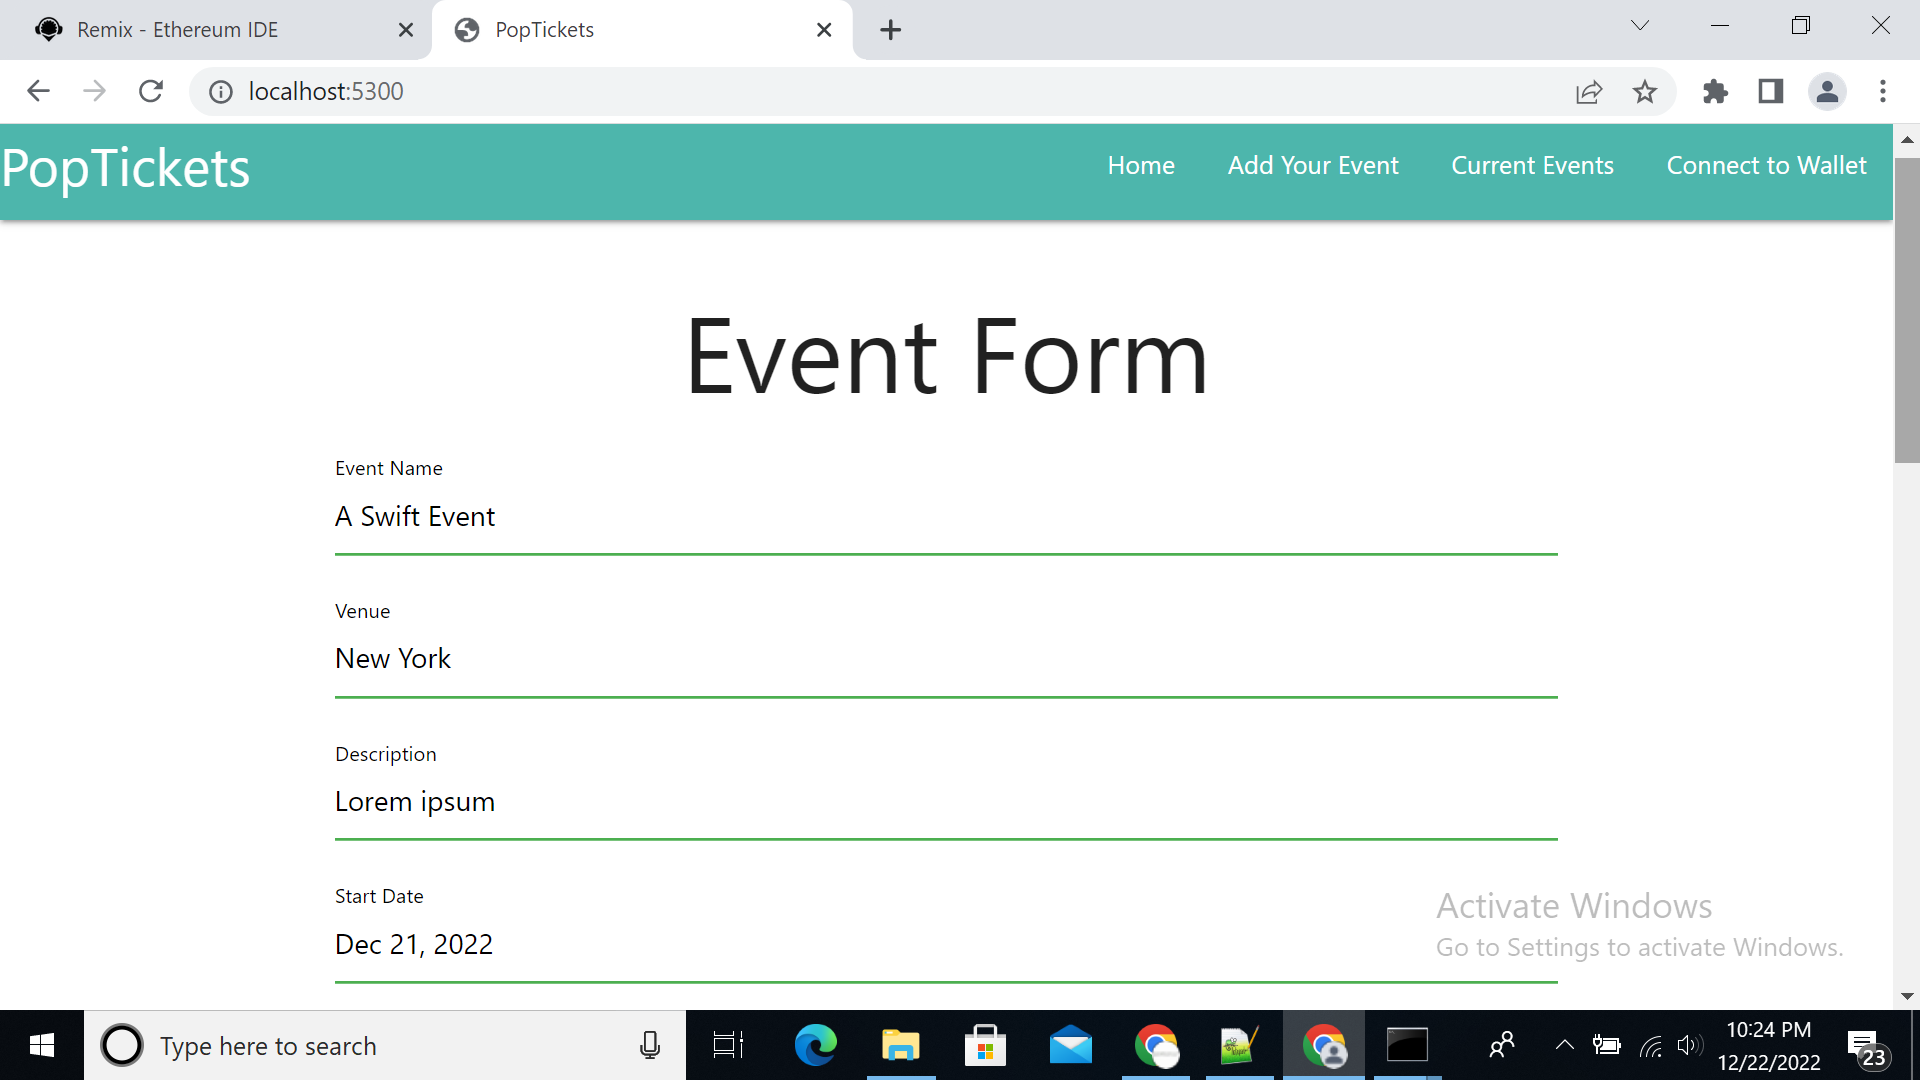 Remix - Ethereum IDE
PopTickets
localhost:5300
PopTickets
Home
Add Your Event
Current Events
Connect to Wallet
Event Form
Event Name
A Swift Event
Venue
New York
Description
Lorem ipsum
Start Date
Dec 21, 2022
Activate Windows
Go to Settings to activate Windows.
Type here to search
10:24 PM
12/22/2022
23